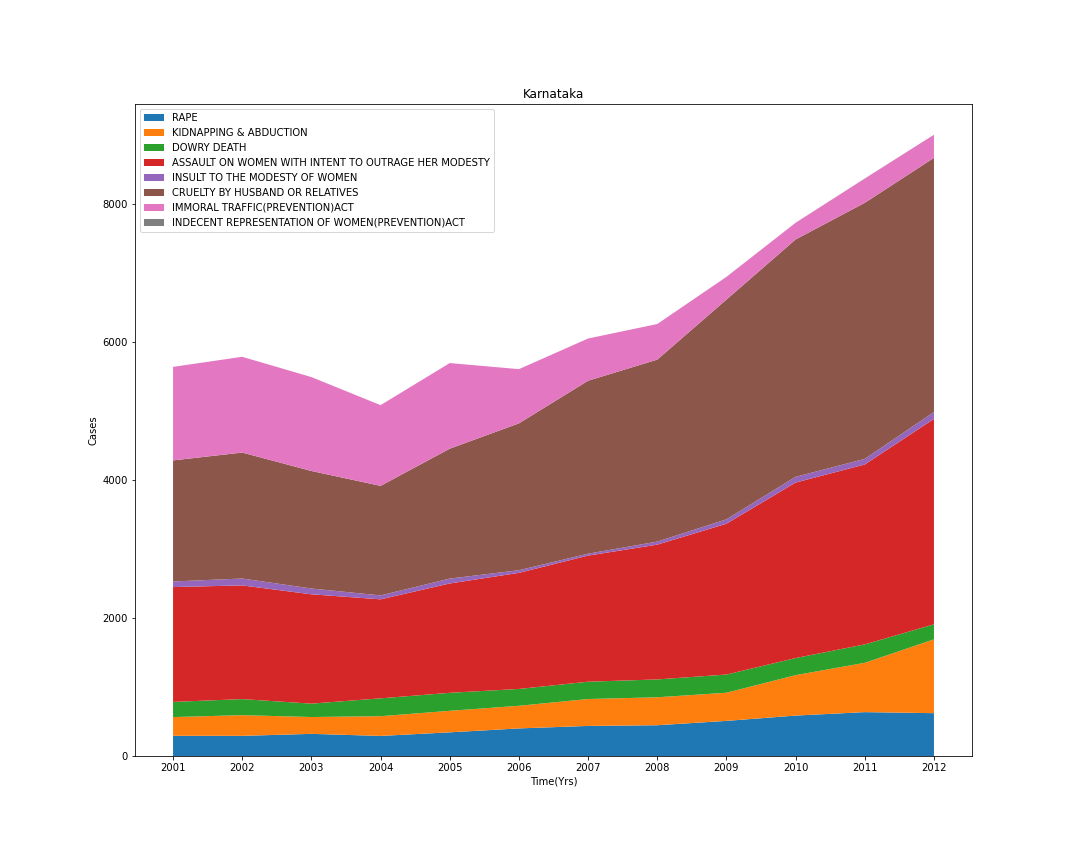 Karnataka
RAPE
KIDNAPPING & ABDUCTION
DOWRY DEATH
ASSAULT ON WOMEN WITH INTENT TO OUTRAGE HER MODESTY
INSULT TO THE MODESTY OF WOMEN
CRUELTY BY HUSBAND OR RELATIVES
IMMORAL TRAFFIC(PREVENTION)ACT
INDECENT REPRESENTATION OF WOMEN(PREVENTION)ACT
8000
6000
Cases
4000
2000
0
2001 2002 2003 2004 2005 2006 2007 2008 2009 2010 2011 2012
Time(Yrs)